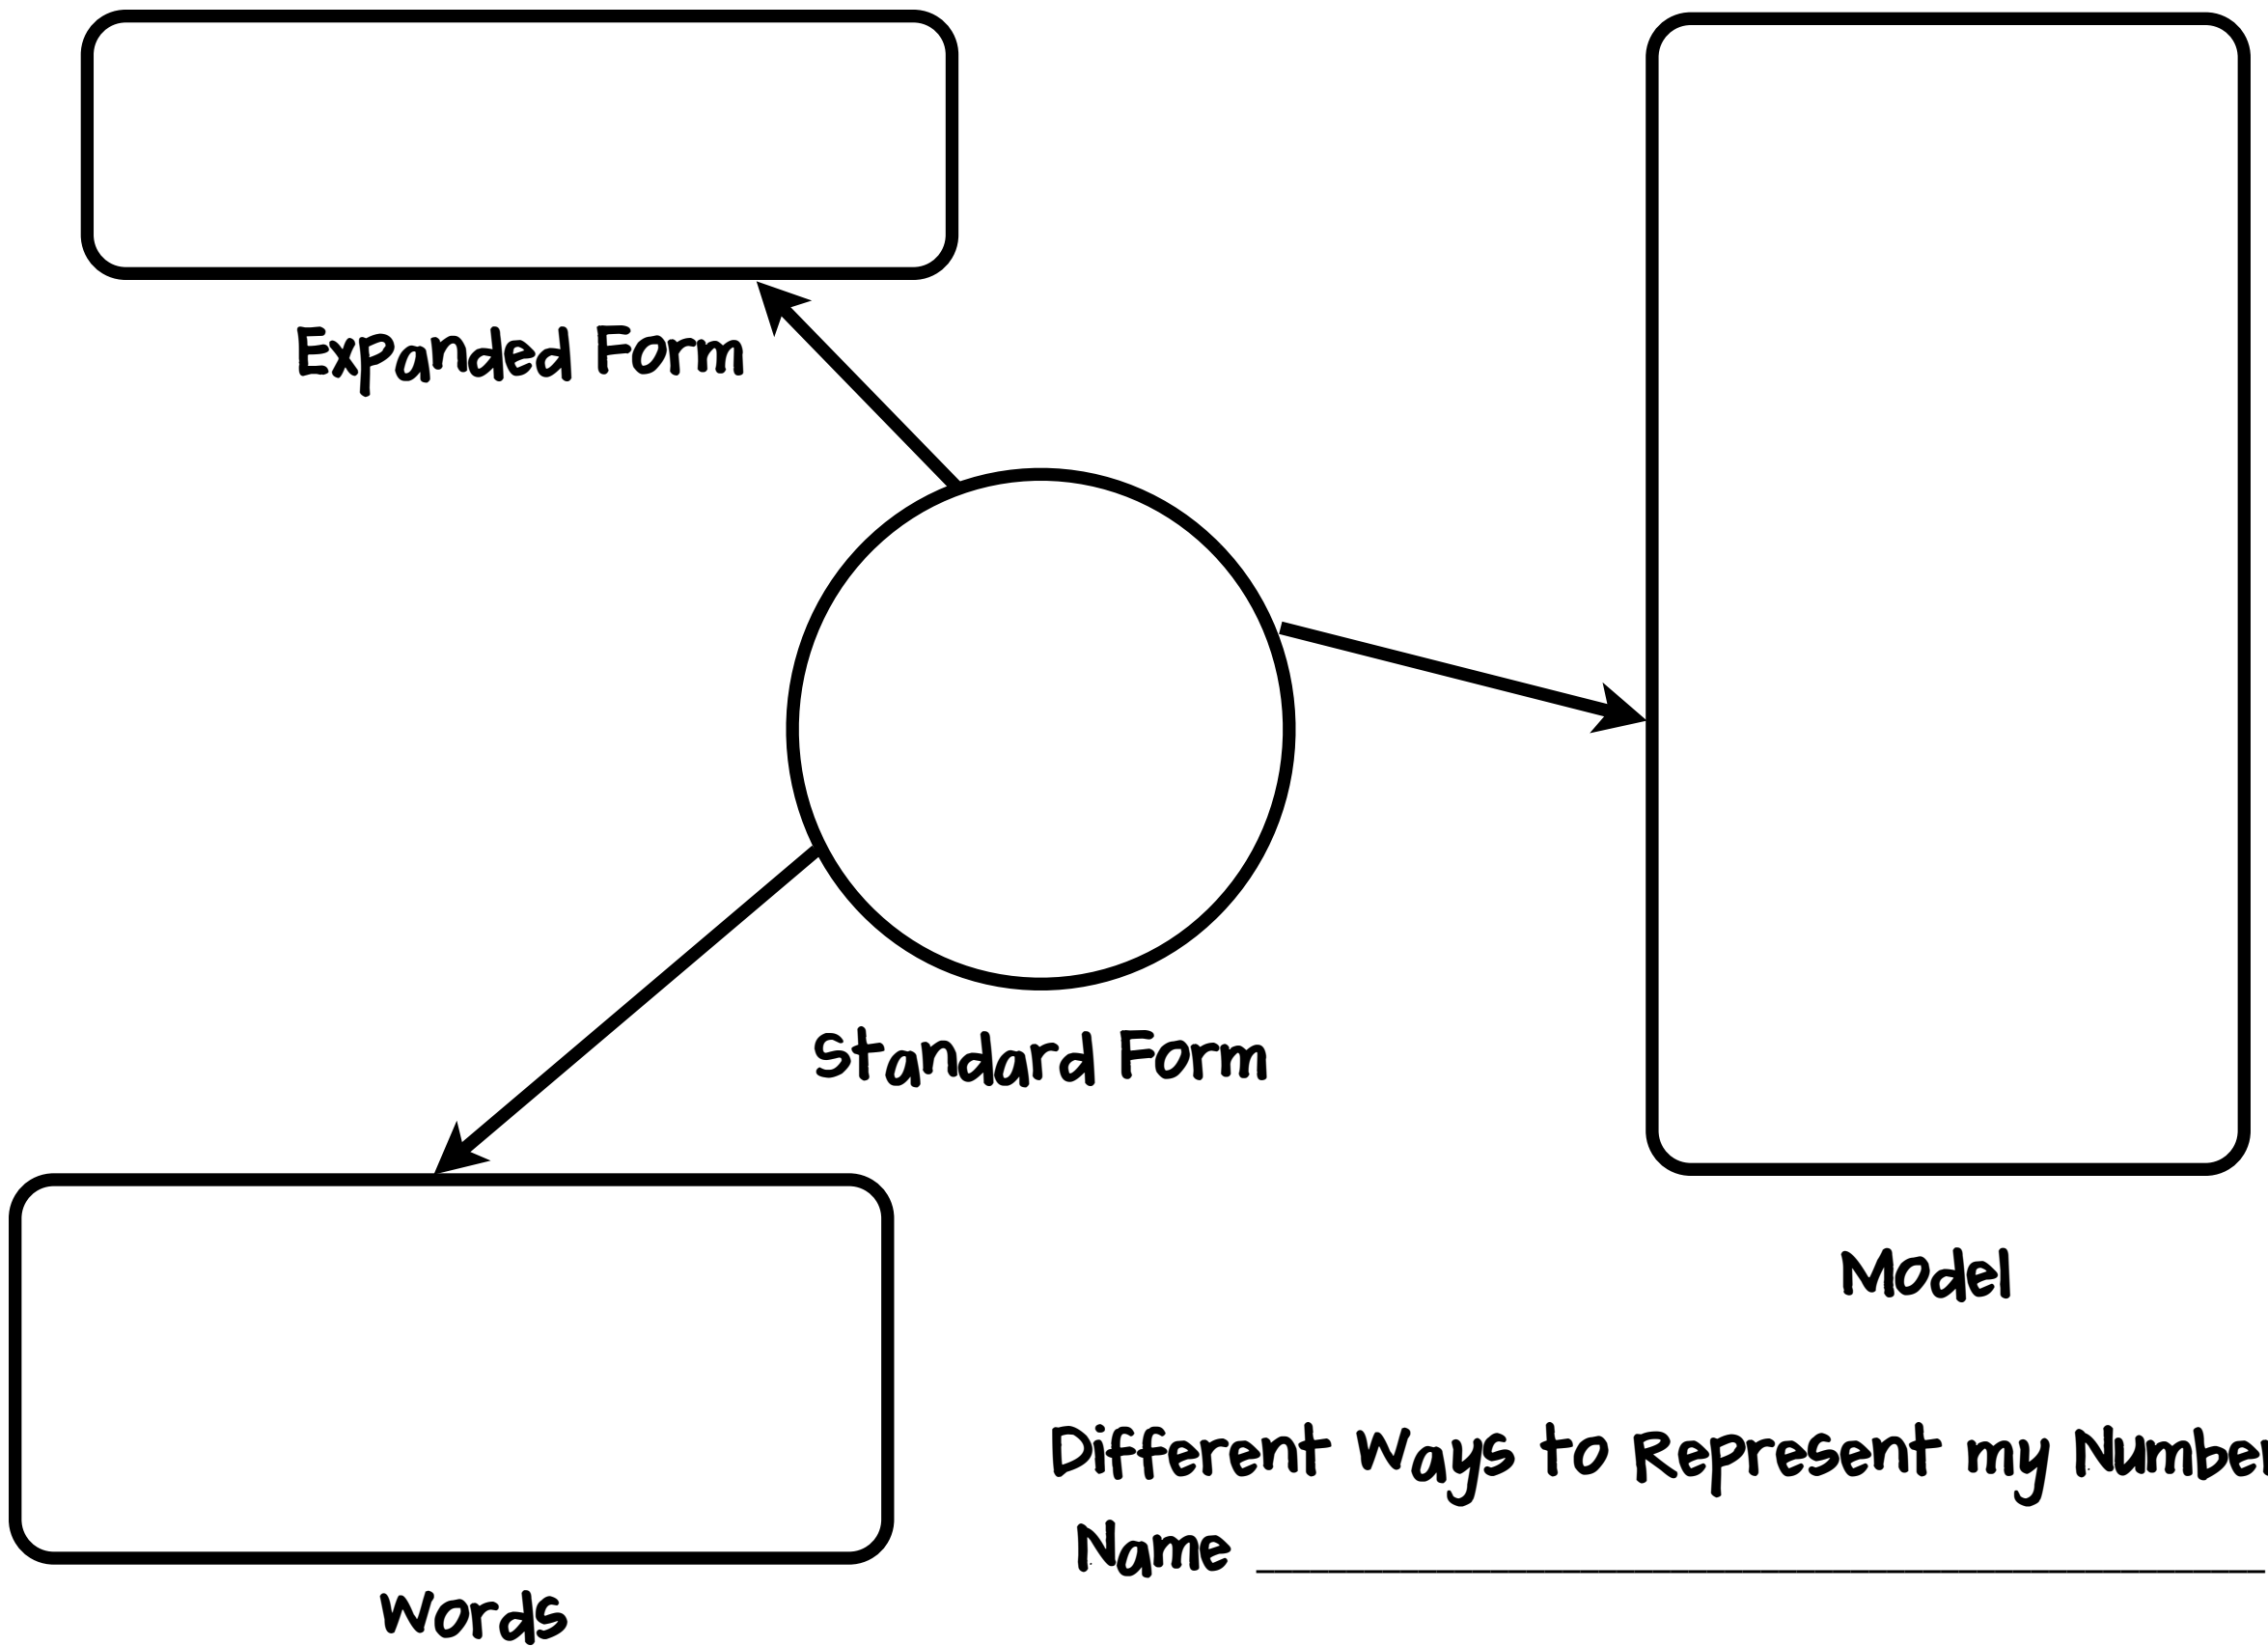 Expanded Form
Standard Form
Model
Different Ways to Represent my Number
Name
Words